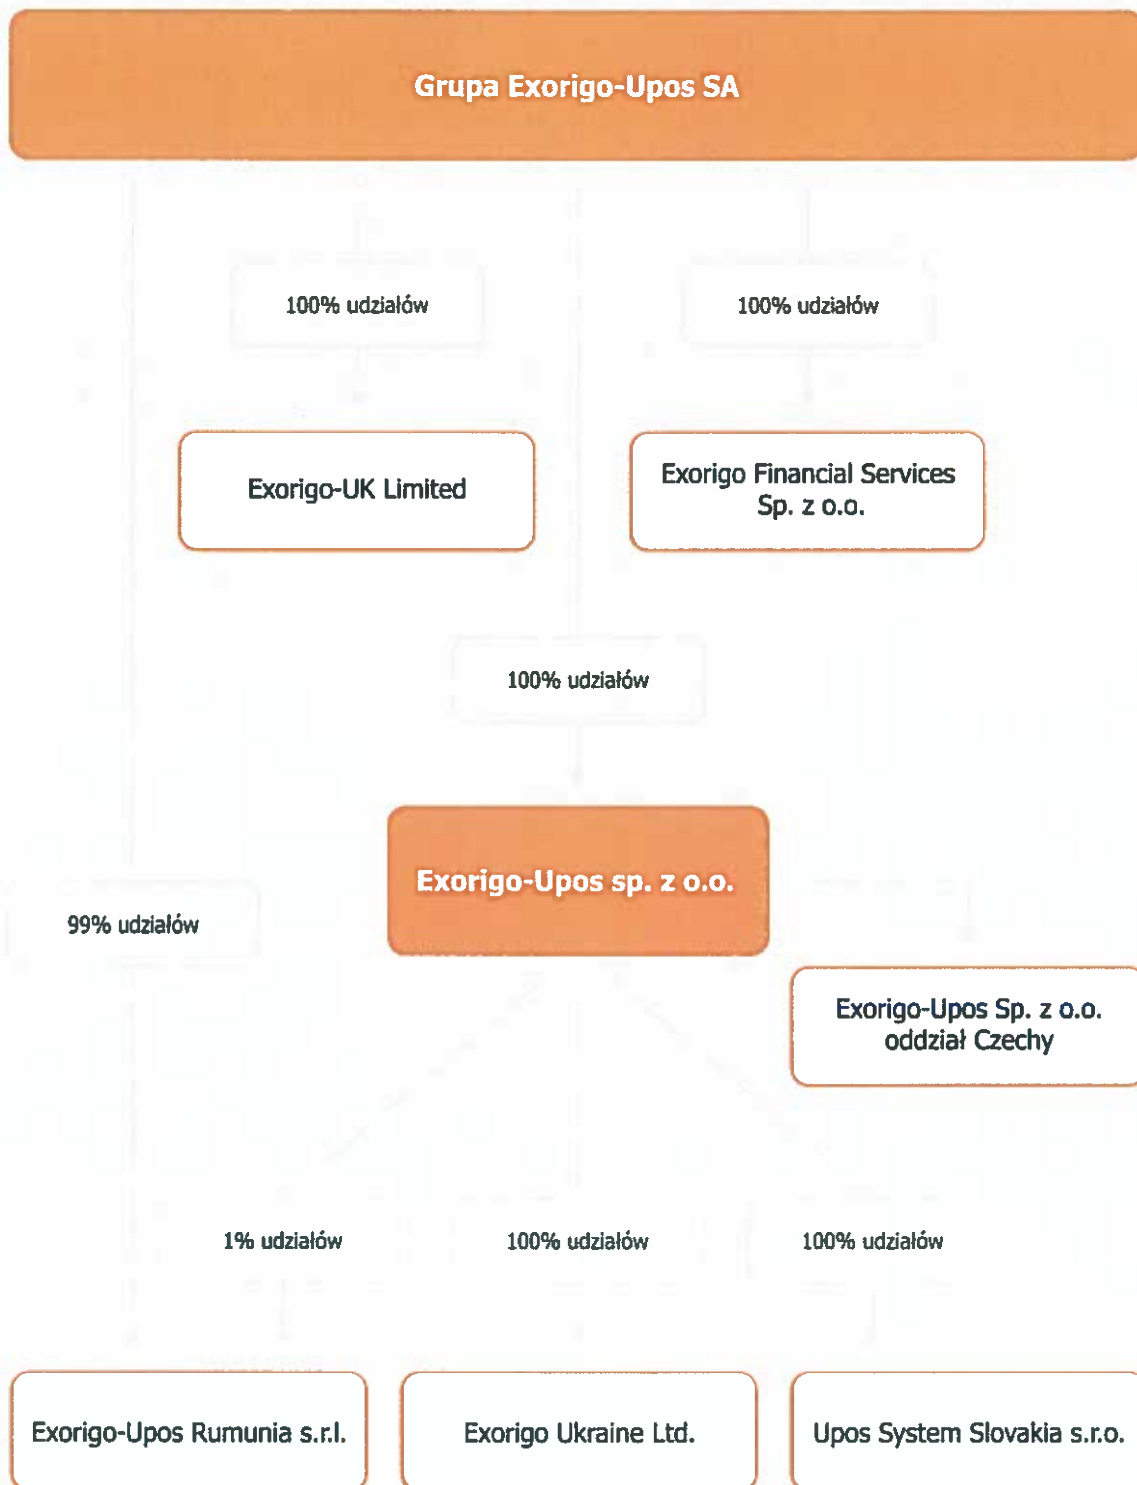 Grupa Exorigo-Upos SA
100% udziałów
100% udziałów
Exorigo-UK Limited
Exorigo Financial Services
Sp. z o.o.
100% udziałów
Exorigo-Upos sp. z o.o.
99% udziałów
Exorigo-Upos Sp. z o.o.
oddział Czechy
1% udziałów
100% udziałów
100% udziałów
Exorigo-Upos Rumunia s.r.l.
Exorigo Ukraine Ltd.
Upos System Slovakia s.r.o.